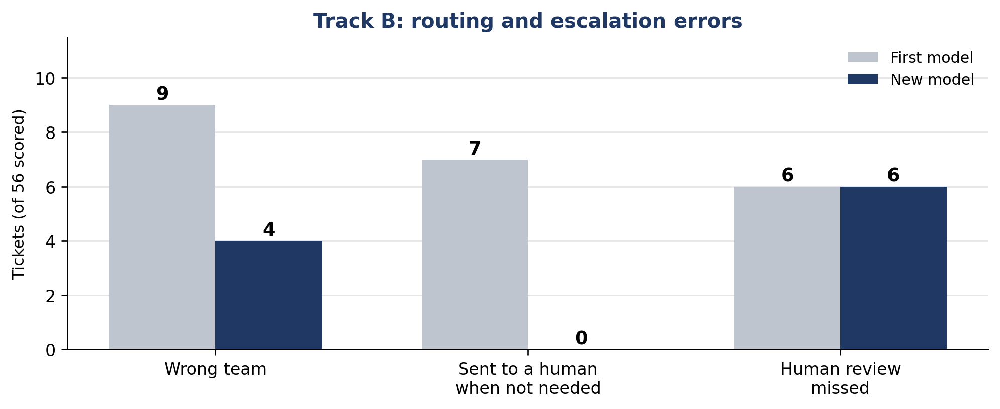 Track B: routing and escalation errors
First model
New model
Tickets (of 56 scored)
10
8
6
4
2
0
9
4
7
0
6
6
Wrong team
Sent to a human
when not needed
Human review
missed